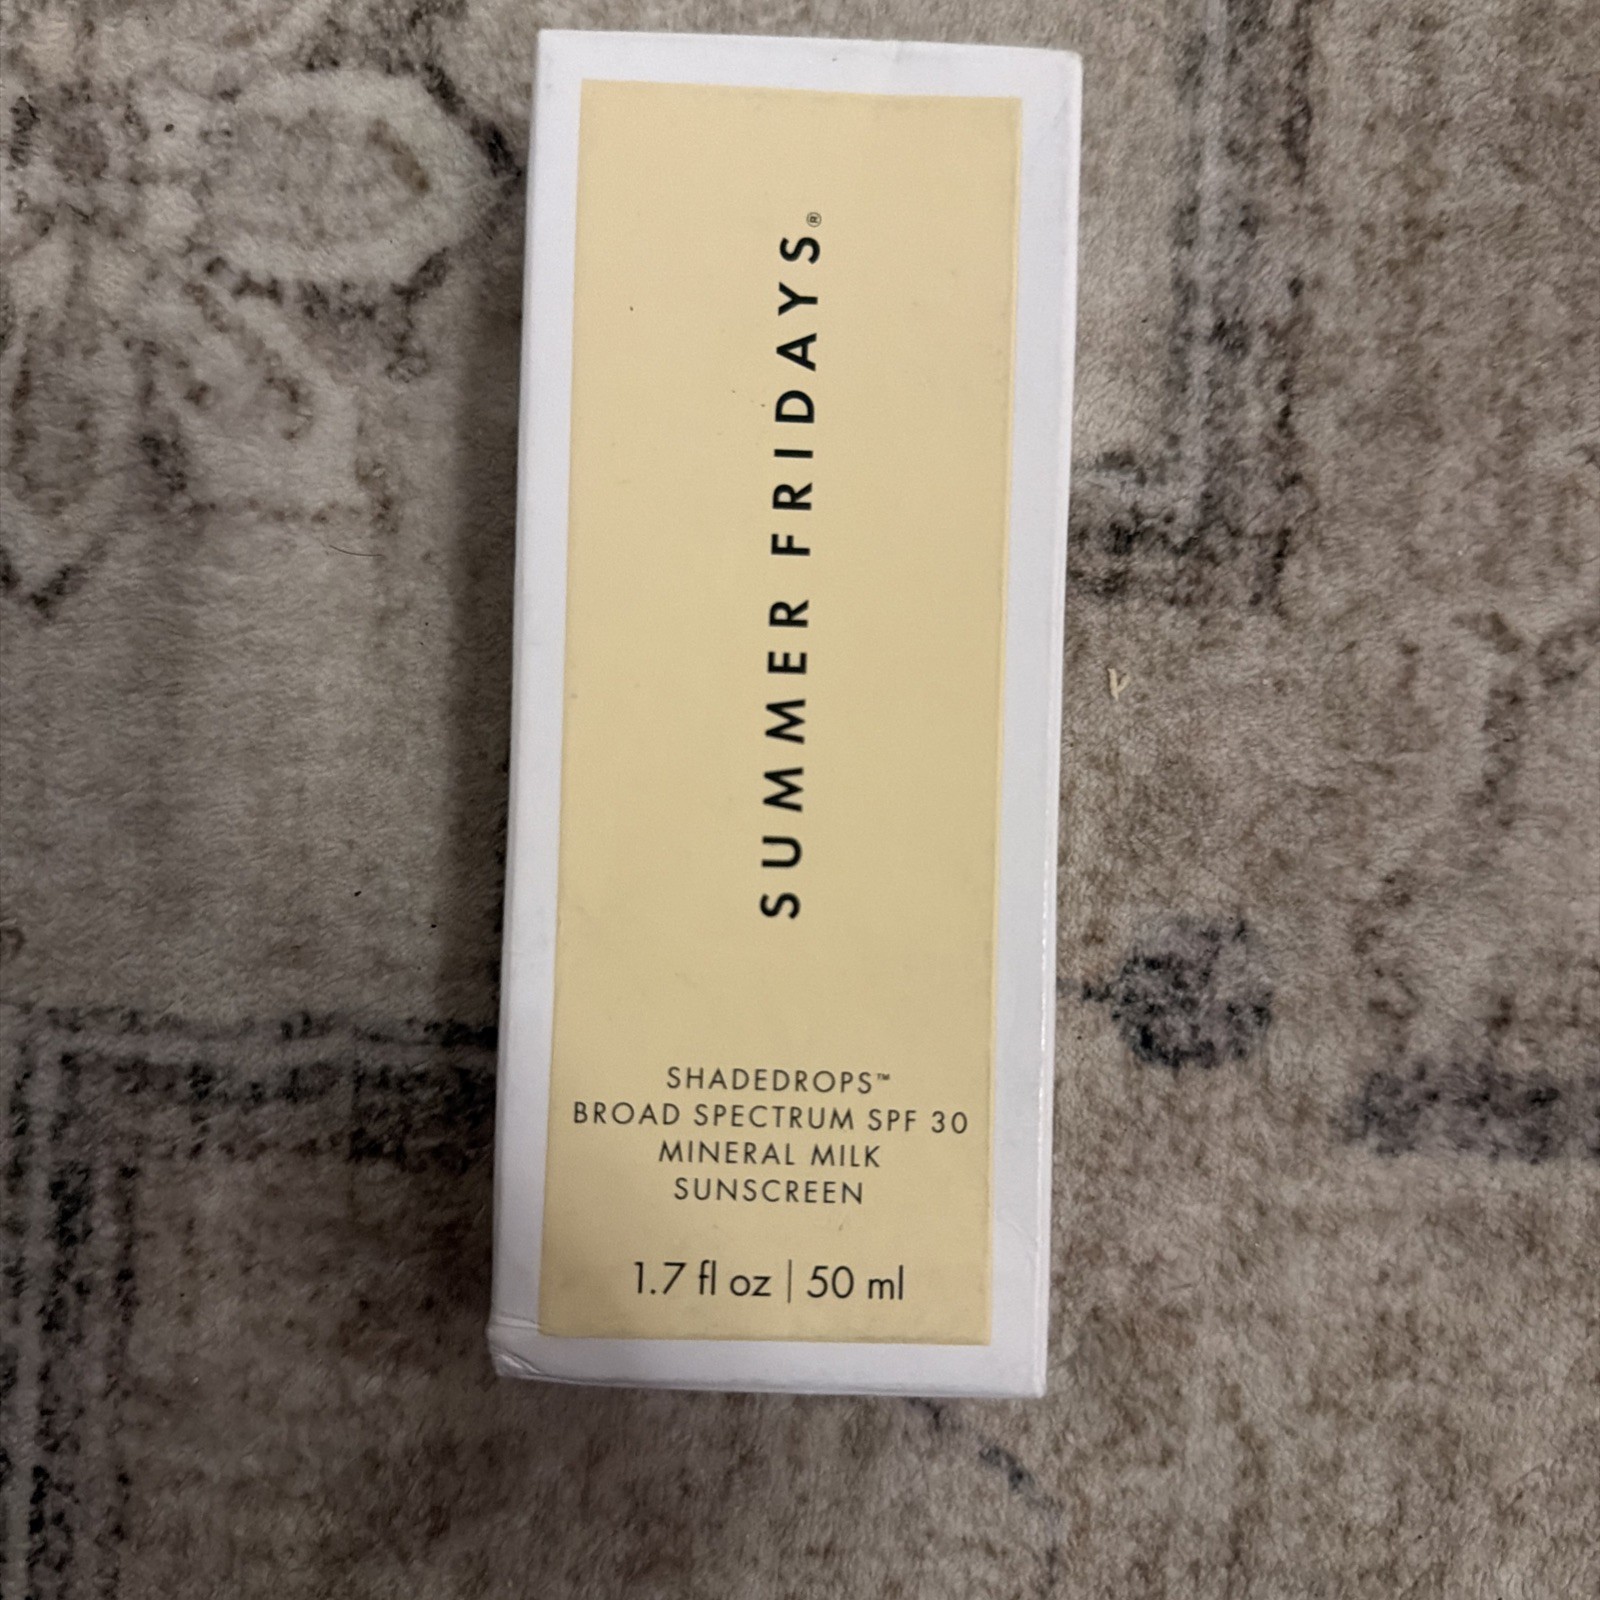 SUMMER FRIDAYS®
SHADEDROPS™
BROAD SPECTRUM SPF 30
MINERAL MILK
SUNSCREEN
1.7 fl oz | 50 ml